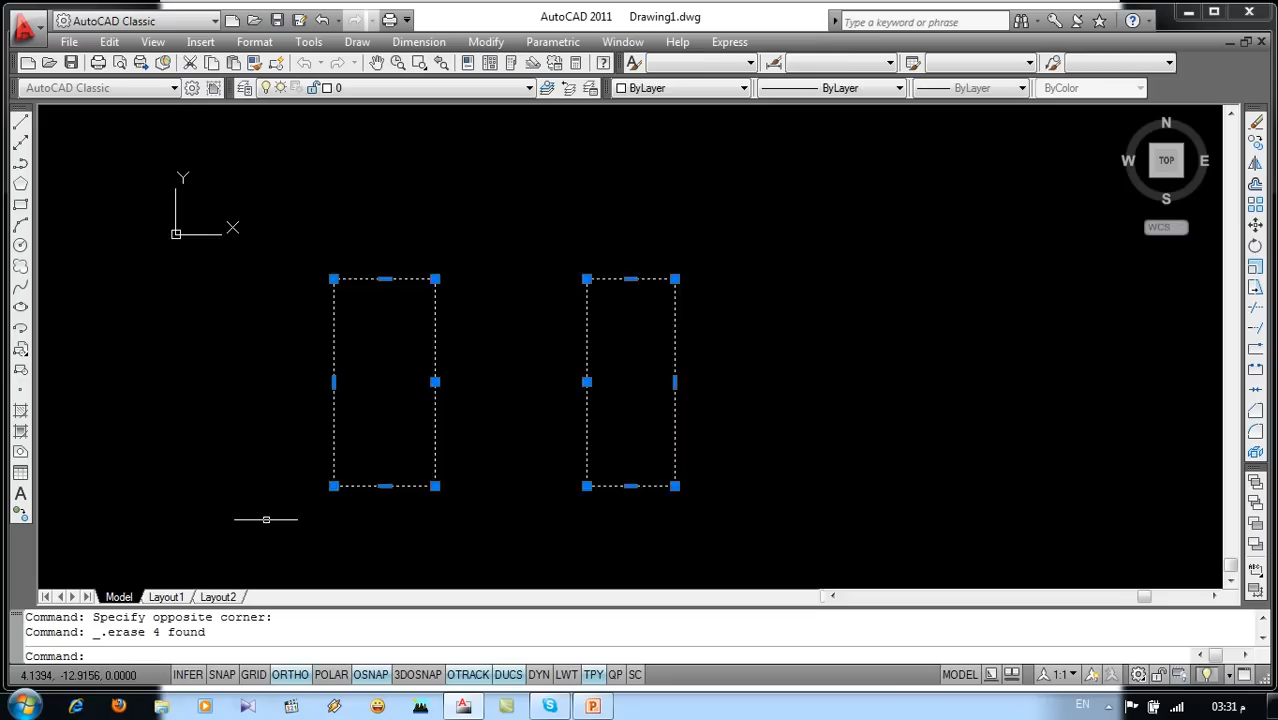 AutoCAD Classic
AutoCAD 2011 Drawing1.dwg
Type a keyword or phrase
File Edit View Insert Format Tools Draw Dimension Modify Parametric Window Help Express
AutoCAD Classic
0
ByLayer
ByLayer
ByLayer
ByColor
N
W
TOP
E
S
WCS
Y
X
A
Model Layout1 Layout2
Command: Specify opposite corner:
Command: _.erase 4 found
Command:
4.1394, -12.9156, 0.0000
INFER SNAP GRID ORTHO POLAR OSNAP 3DOSNAP OTRACK DUCS DYN LWT TPY QP SC
MODEL
1:1
EN
03:31 م